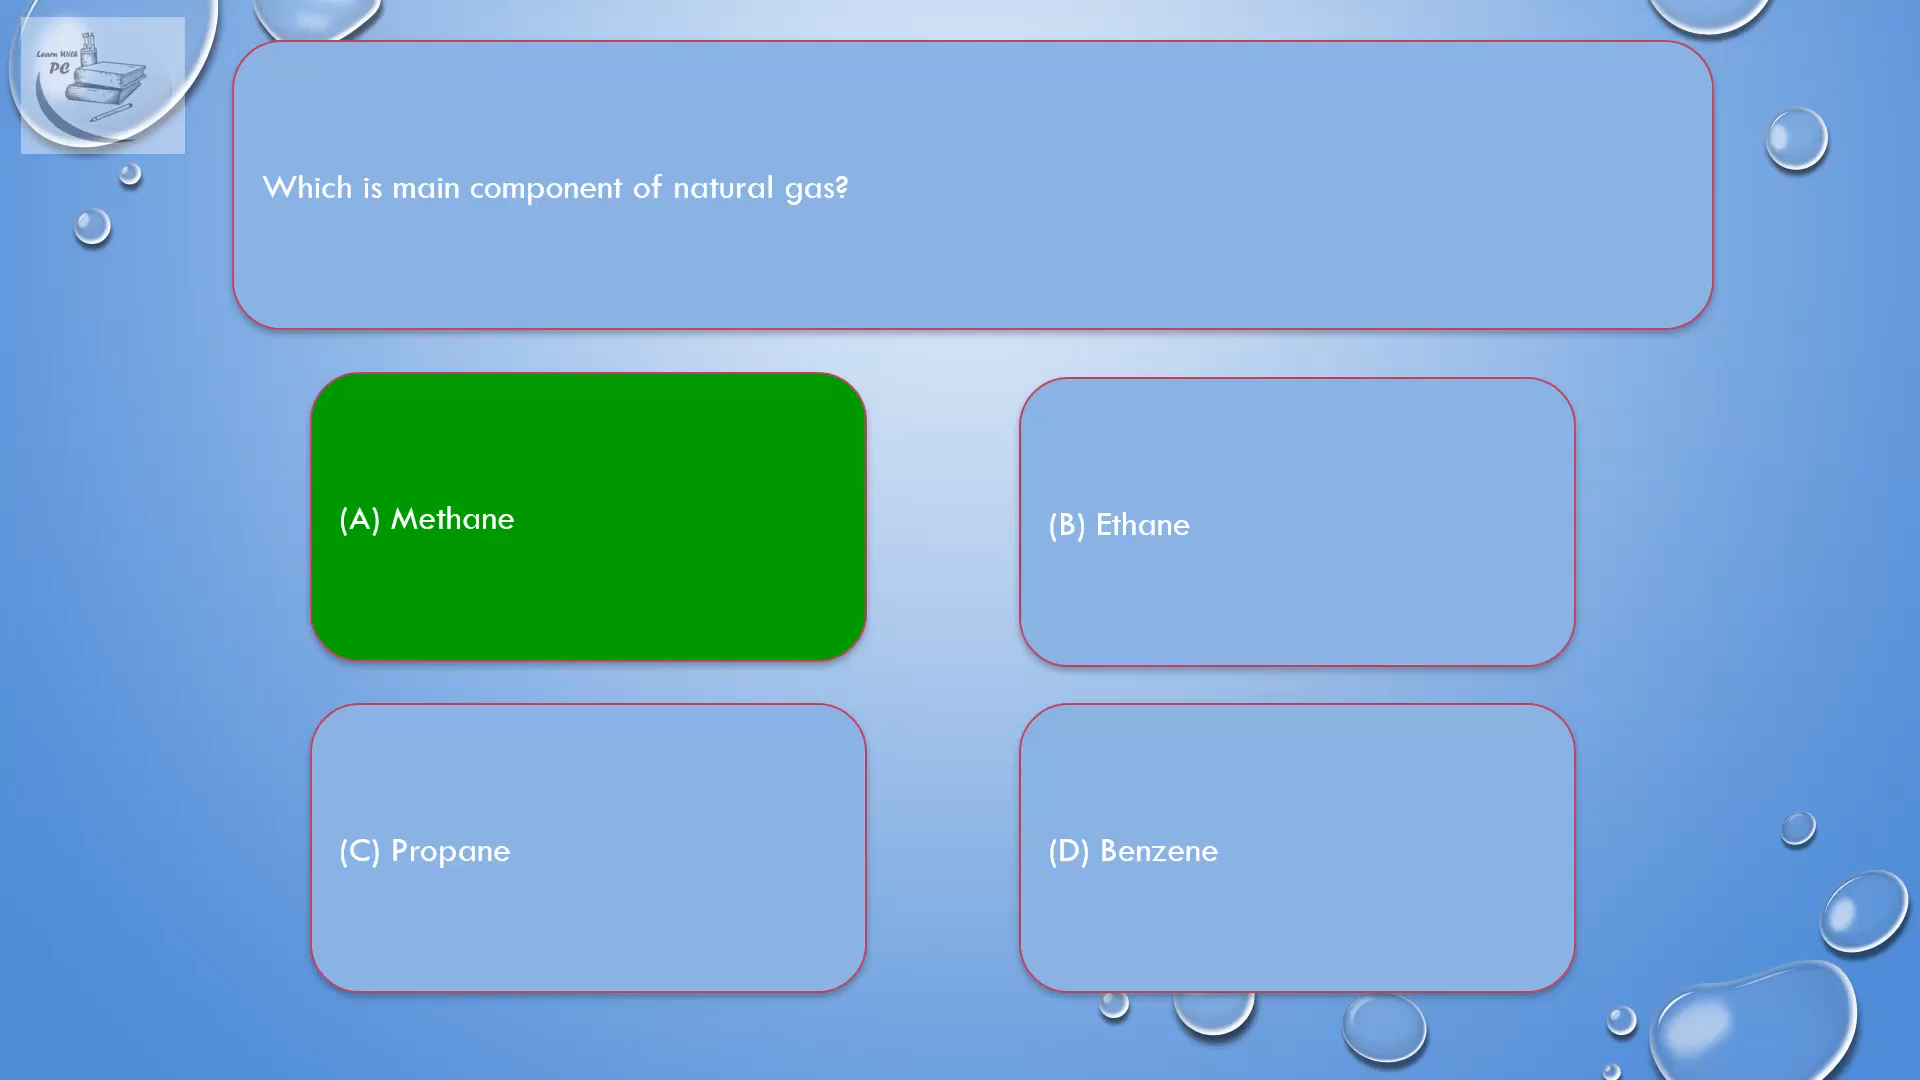 Learn With
PC
Which is main component of natural gas?
(A) Methane
(B) Ethane
(C) Propane
(D) Benzene